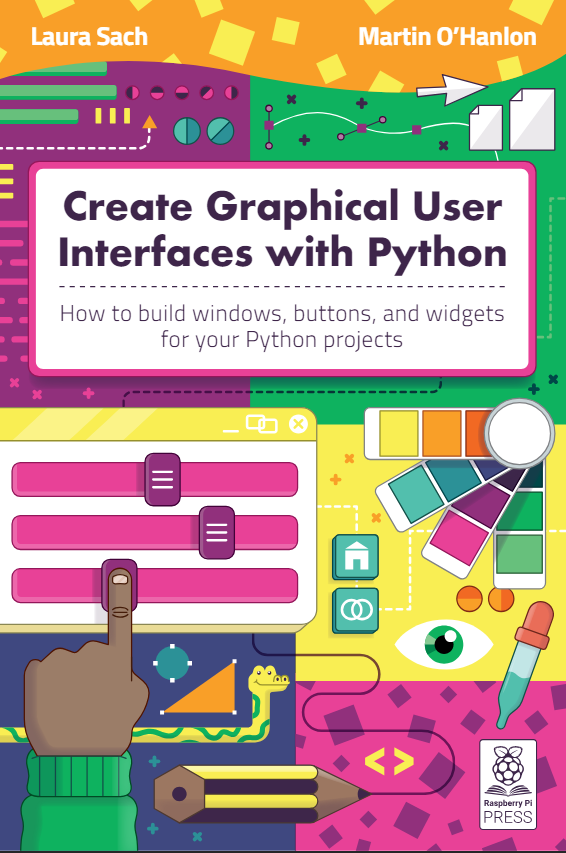 Laura Sach
Martin O'Hanlon
Create Graphical User
Interfaces with Python
How to build windows, buttons, and widgets
for your Python projects
< >
Raspberry Pi
PRESS